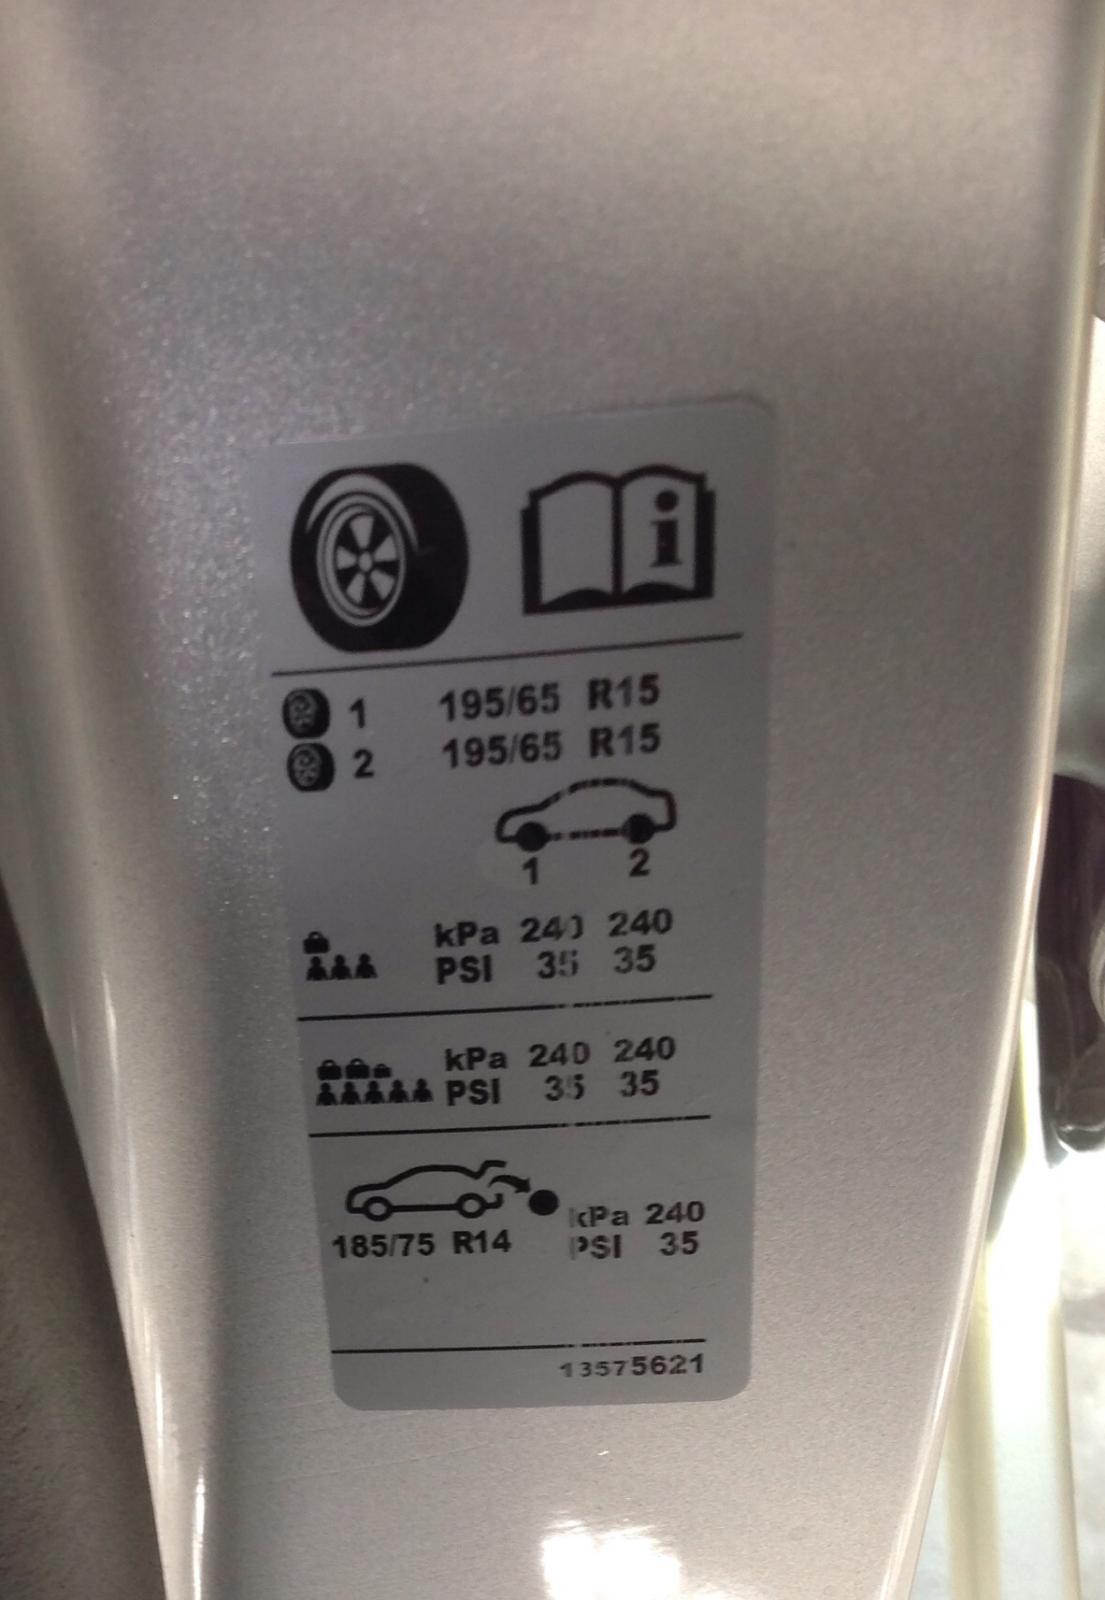 i
1 195/65 R15
2 195/65 R15
1 2
kPa 240 240
PSI 35 35
kPa 240 240
PSI 35 35
kPa 240
185/75 R14 PSI 35
13575621